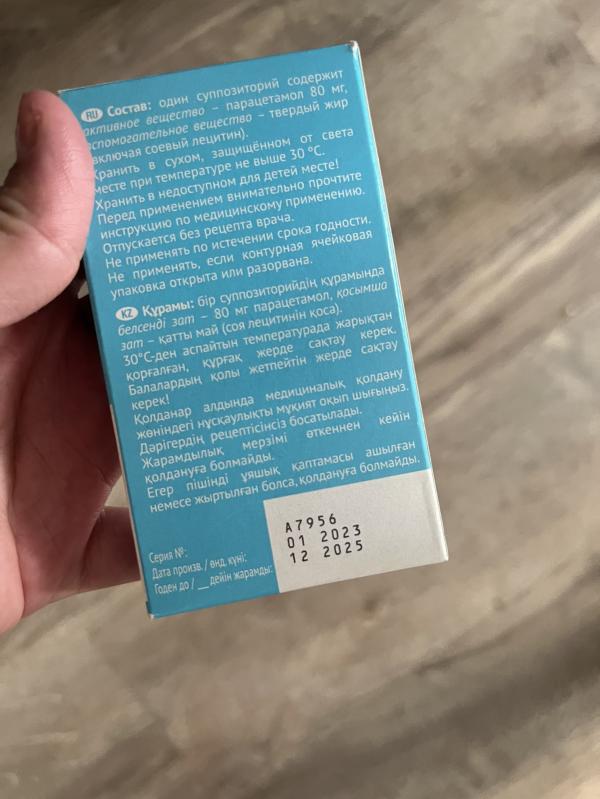 RU Состав: один суппозиторий содержит
активное вещество – парацетамол 80 мг,
вспомогательное вещество – твердый жир
(включая соевый лецитин).
Хранить в сухом, защищённом от света
месте при температуре не выше 30 °С.
Хранить в недоступном для детей месте!
Перед применением внимательно прочтите
инструкцию по медицинскому применению.
Отпускается без рецепта врача.
Не применять по истечении срока годности.
Не применять, если контурная ячейковая
упаковка открыта или разорвана.
KZ Құрамы: бір суппозиторийдің құрамында
белсенді зат – 80 мг парацетамол, қосымша
зат – қатты май (соя лецитинін қоса).
30°С-ден аспайтын температурада жарықтан
қорғалған, құрғақ жерде сақтау керек.
Балалардың қолы жетпейтін жерде сақтау
керек!
Қолданар алдында медициналық қолдану
жөніндегі нұсқаулықты мұқият оқып шығыңыз.
Дәрігердің рецептісінсіз босатылады.
Жарамдылық мерзімі өткеннен кейін
қолдануға болмайды.
Егер пішінді ұяшық қаптамасы ашылған
немесе жыртылған болса, қолдануға болмайды.
Серия №: A7956
Дата произв. / өнд. күні: 01 2023
Годен до / __ дейін жарамды: 12 2025